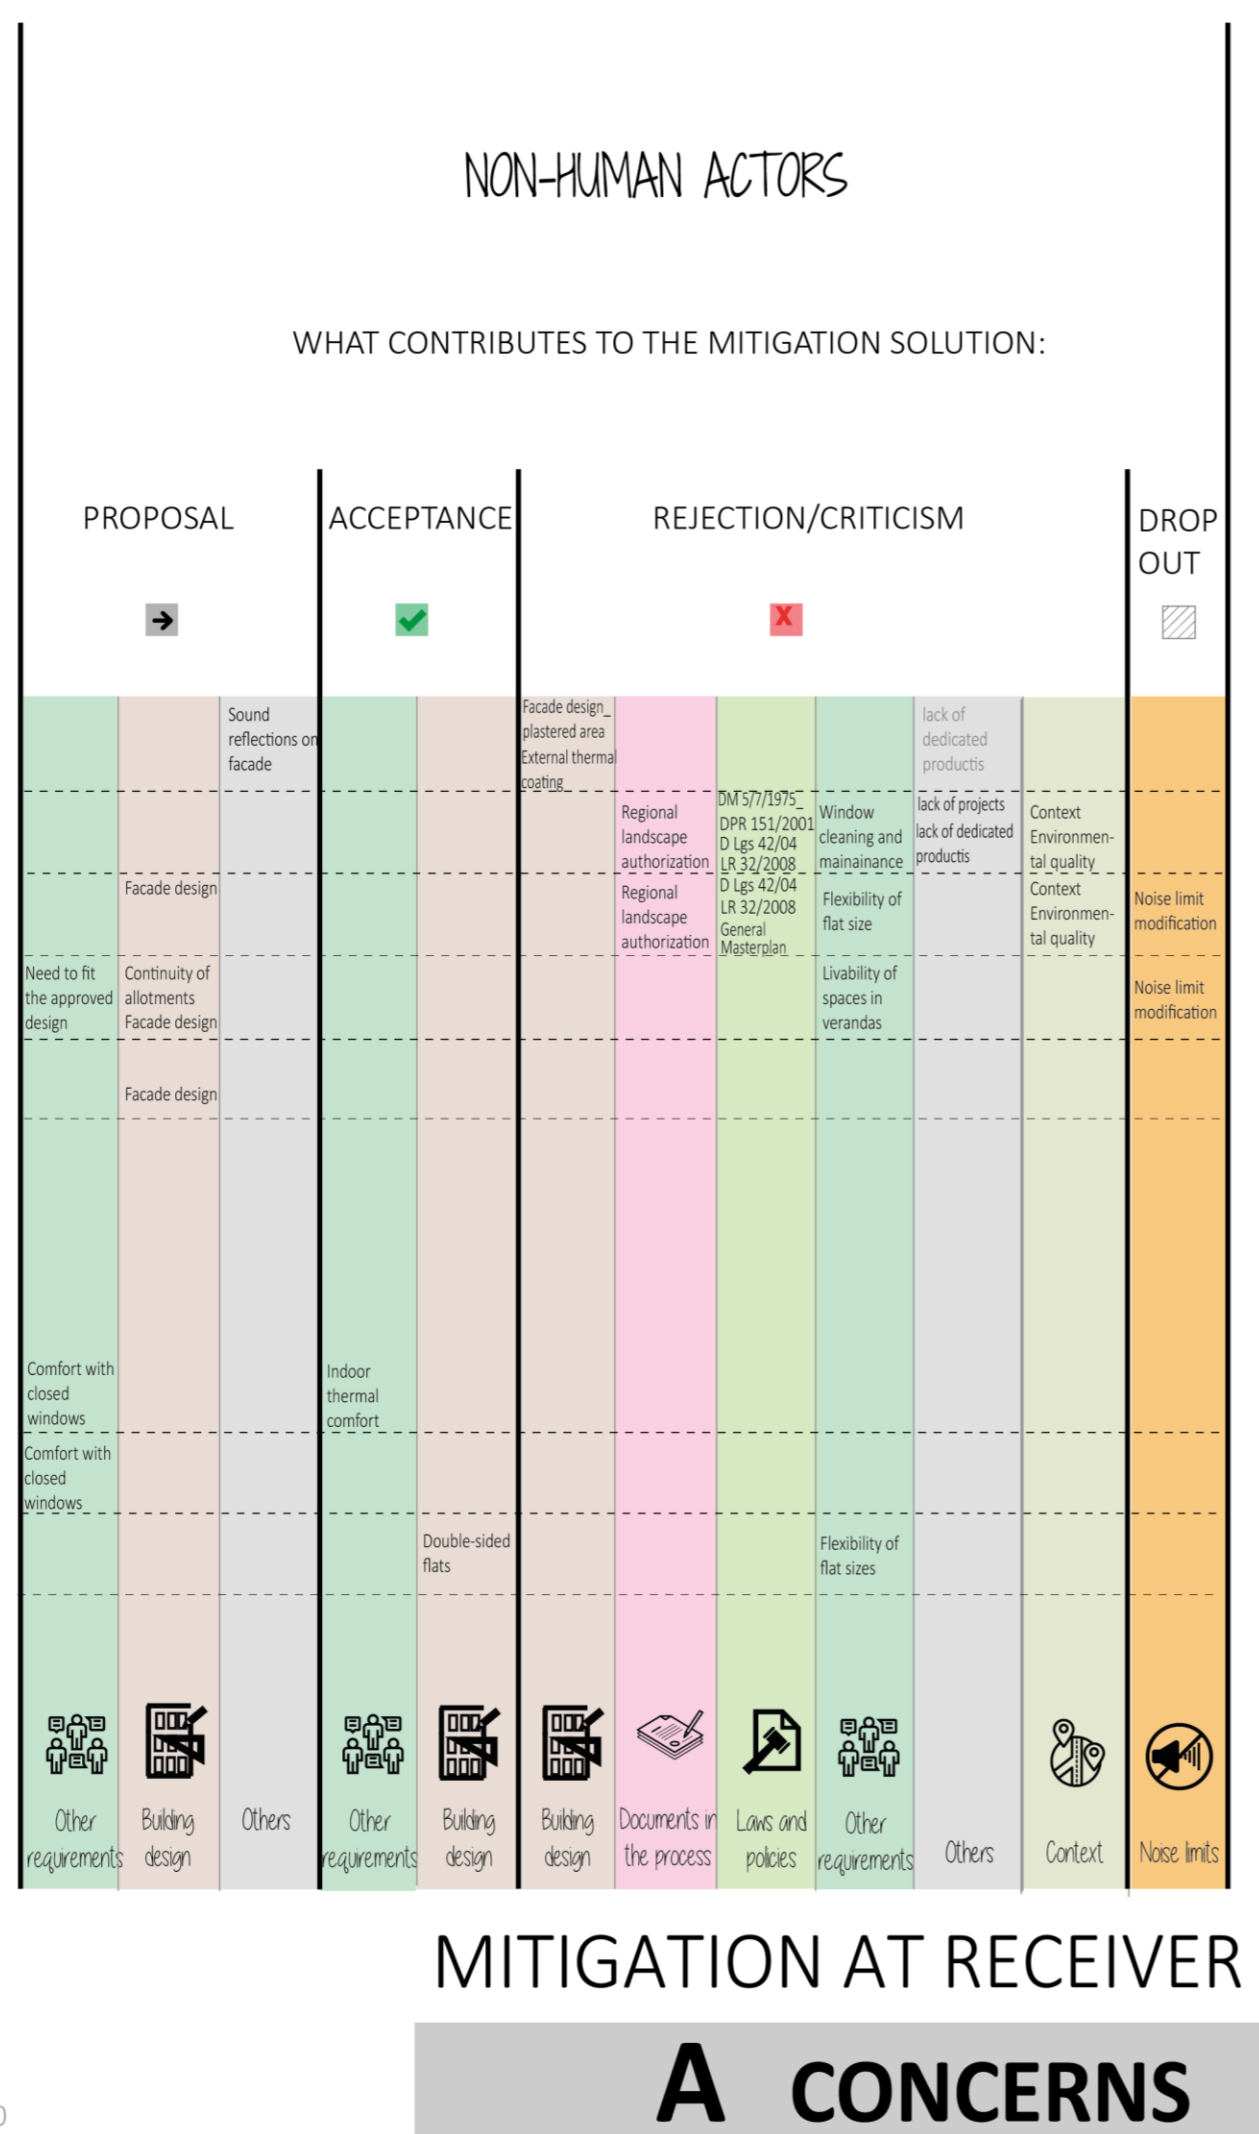 NON-HUMAN ACTORS
WHAT CONTRIBUTES TO THE MITIGATION SOLUTION:
PROPOSAL
ACCEPTANCE
REJECTION/CRITICISM
DROP
OUT
X
Sound
reflections on
facade
Facade design_
plastered area
External thermal
coating
lack of
dedicated
productis
Regional
landscape
authorization
DM 5/7/1975_
DPR 151/2001
D Lgs 42/04
LR 32/2008
Window
cleaning and
mainainance
lack of projects
lack of dedicated
productis
Context
Environmen-
tal quality
Facade design
Regional
landscape
authorization
D Lgs 42/04
LR 32/2008
General
Masterplan
Flexibility of
flat size
Context
Environmen-
tal quality
Noise limit
modification
Need to fit
the approved
design
Continuity of
allotments
Facade design
Livability of
spaces in
verandas
Noise limit
modification
Facade design
Comfort with
closed
windows
Indoor
thermal
comfort
Comfort with
closed
windows
Double-sided
flats
Flexibility of
flat sizes
Other
requirements
Building
design
Others
Other
requirements
Building
design
Building
design
Documents in
the process
Laws and
policies
Other
requirements
Others
Context
Noise limits
MITIGATION AT RECEIVER
A CONCERNS